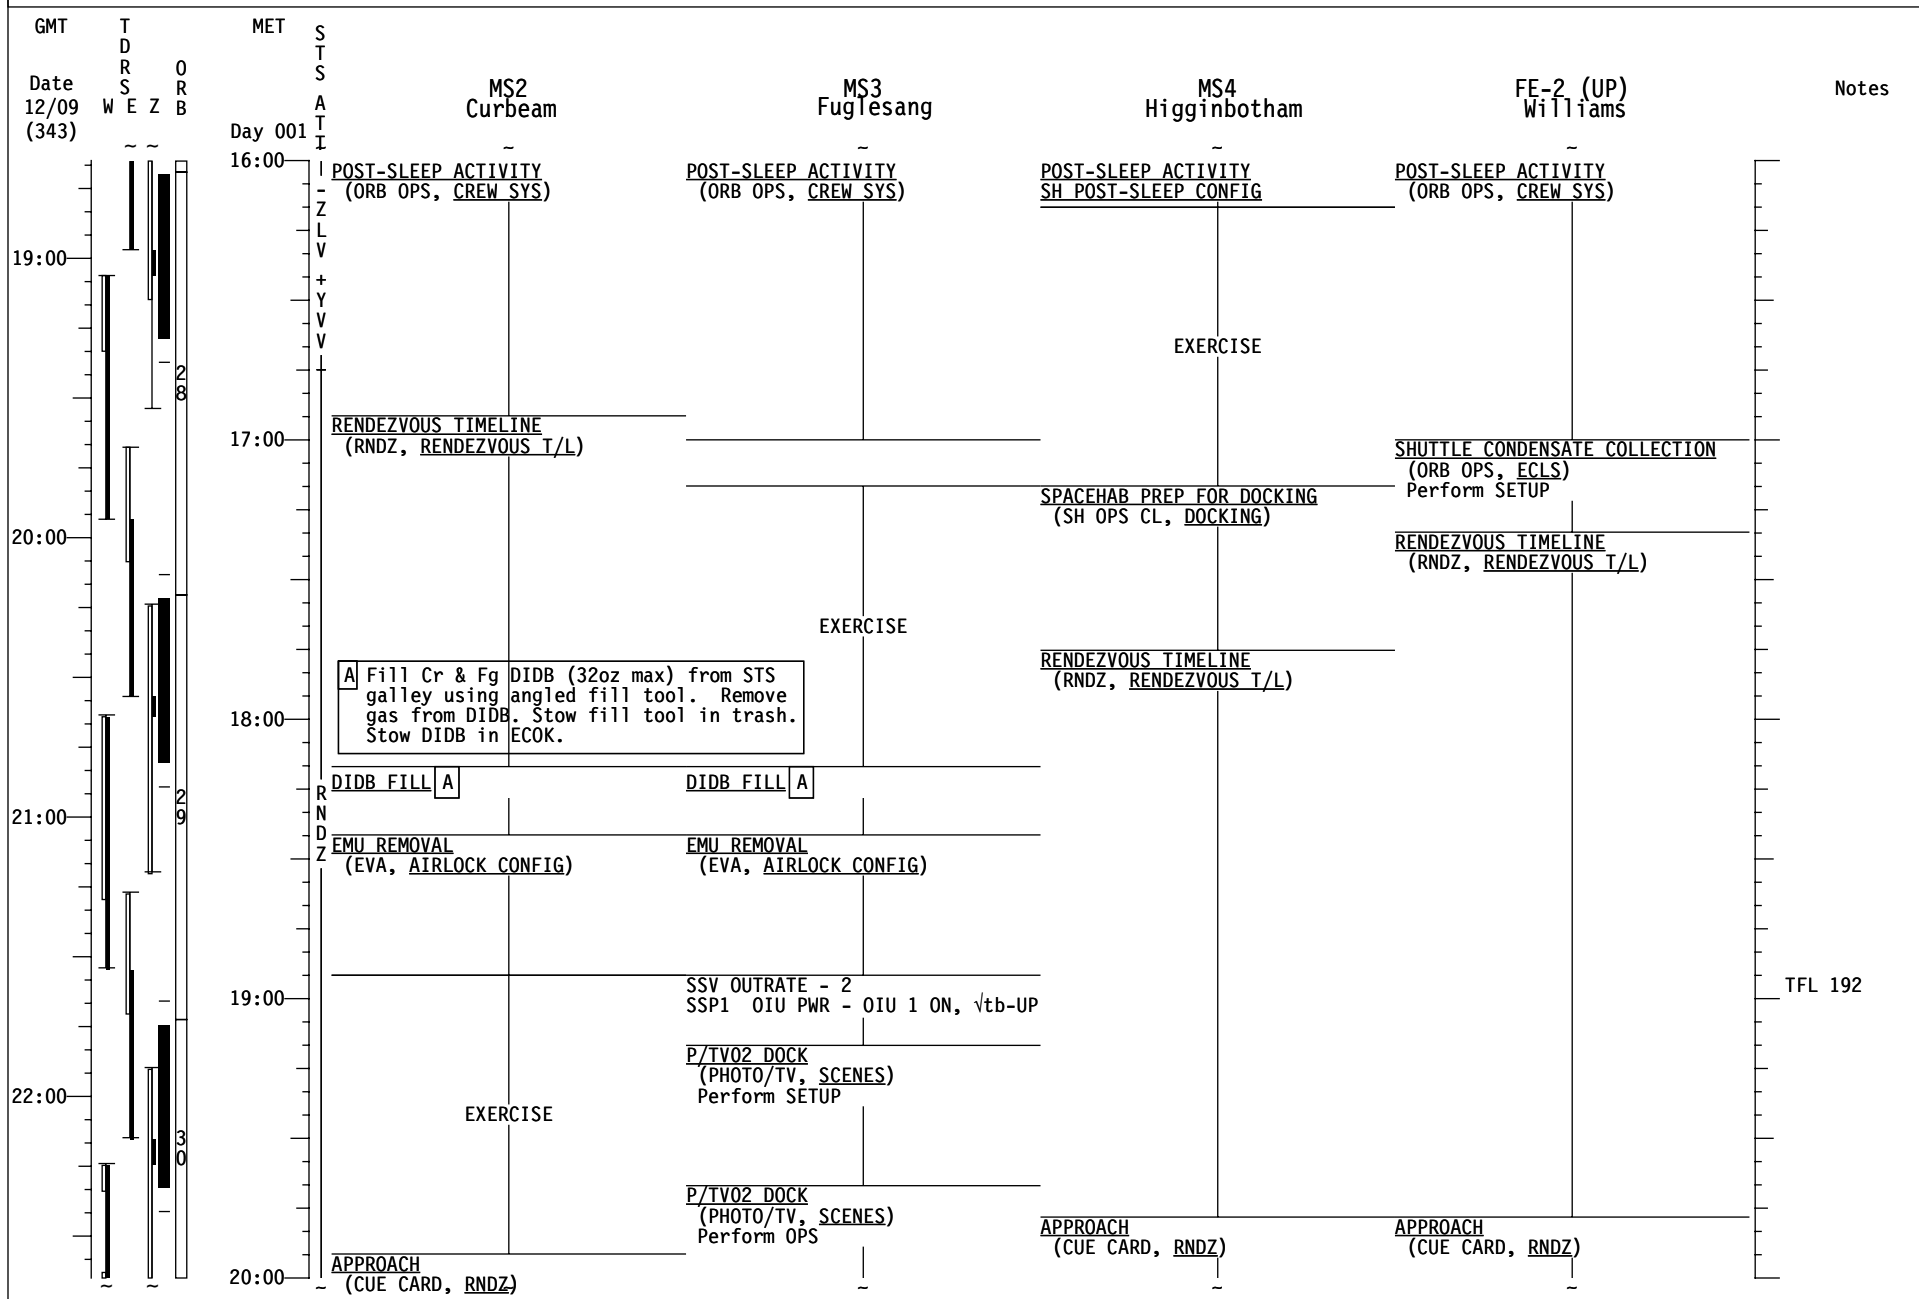 GMT
TDRS
MET
STS ATT
ORB
Date
12/09
(343)
W E Z
Day 001
MS2
Curbeam
MS3
Fuglesang
MS4
Higginbotham
FE-2 (UP)
Williams
Notes
~ ~ ~ ~ ~ ~
16:00
-ZLV +YVV
POST-SLEEP ACTIVITY
(ORB OPS, CREW SYS)
POST-SLEEP ACTIVITY
(ORB OPS, CREW SYS)
POST-SLEEP ACTIVITY
SH POST-SLEEP CONFIG
POST-SLEEP ACTIVITY
(ORB OPS, CREW SYS)
19:00
EXERCISE
28
RENDEZVOUS TIMELINE
(RNDZ, RENDEZVOUS T/L)
17:00
SHUTTLE CONDENSATE COLLECTION
(ORB OPS, ECLS)
Perform SETUP
SPACEHAB PREP FOR DOCKING
(SH OPS CL, DOCKING)
20:00
RENDEZVOUS TIMELINE
(RNDZ, RENDEZVOUS T/L)
EXERCISE
RENDEZVOUS TIMELINE
(RNDZ, RENDEZVOUS T/L)
A Fill Cr & Fg DIDB (32oz max) from STS
galley using angled fill tool. Remove
gas from DIDB. Stow fill tool in trash.
Stow DIDB in ECOK.
18:00
DIDB FILL A
DIDB FILL A
RNDZ
29
21:00
EMU REMOVAL
(EVA, AIRLOCK CONFIG)
EMU REMOVAL
(EVA, AIRLOCK CONFIG)
19:00
SSV OUTRATE - 2
SSP1 OIU PWR - OIU 1 ON, √tb-UP
TFL 192
P/TV02 DOCK
(PHOTO/TV, SCENES)
Perform SETUP
22:00
EXERCISE
30
P/TV02 DOCK
(PHOTO/TV, SCENES)
Perform OPS
APPROACH
(CUE CARD, RNDZ)
APPROACH
(CUE CARD, RNDZ)
APPROACH
(CUE CARD, RNDZ)
20:00
~ ~ ~ ~ ~ ~ ~